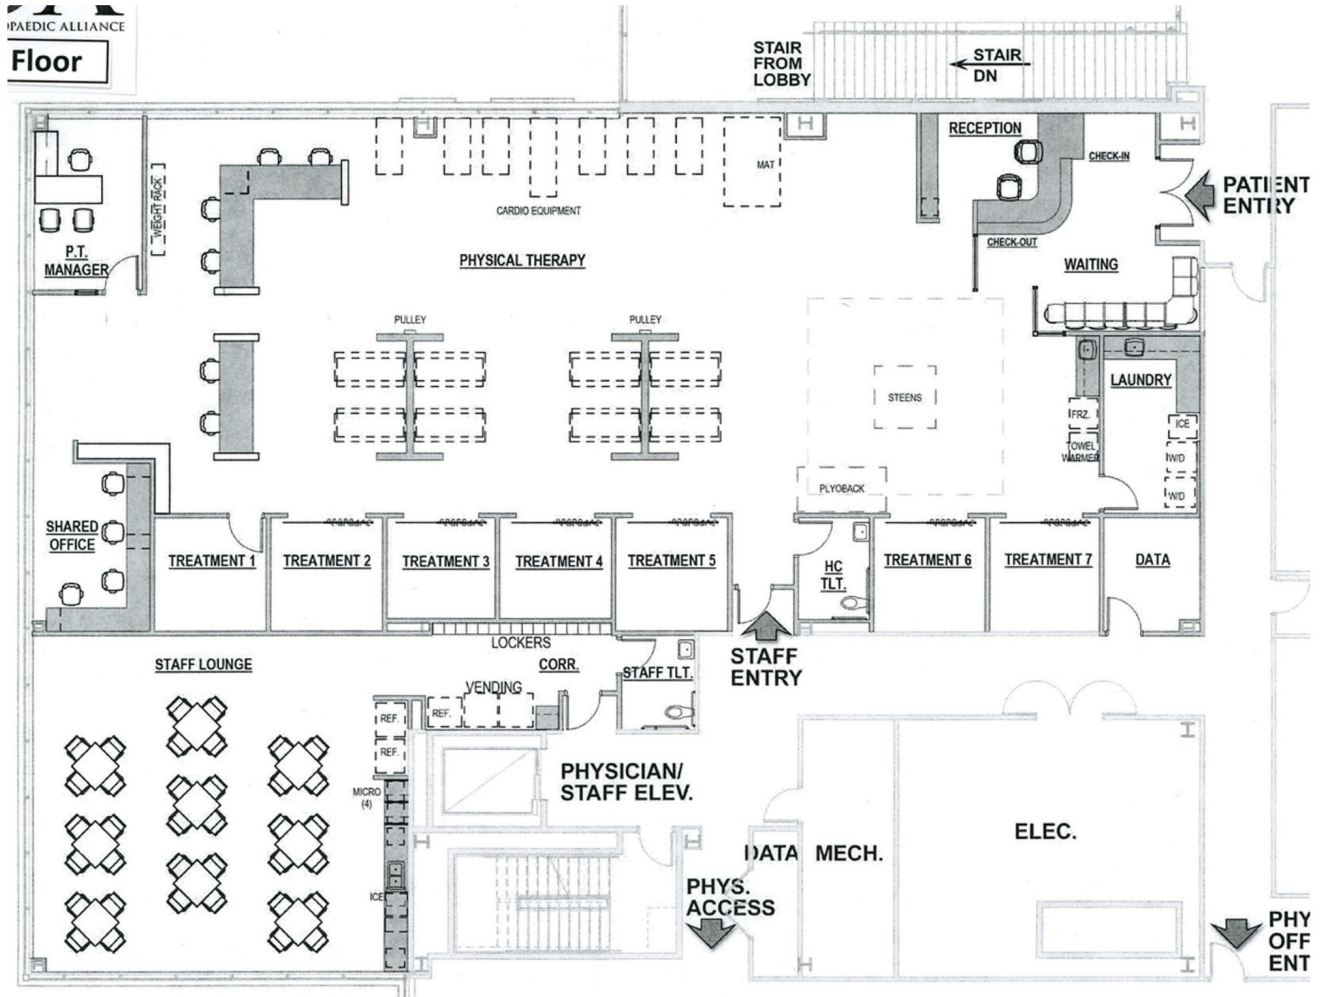 OPAEDIC ALLIANCE
Floor
STAIR
FROM
LOBBY
STAIR
DN
RECEPTION
CHECK-IN
PATIENT
ENTRY
MAT
WEIGHT RACK
CARDIO EQUIPMENT
P.T.
MANAGER
CHECK-OUT
PHYSICAL THERAPY
WAITING
PULLEY
PULLEY
LAUNDRY
STEENS
FRZ.
ICE
TOWEL
WARMER
W/D
PLYOBACK
W/D
SHARED
OFFICE
TREATMENT 1
TREATMENT 2
TREATMENT 3
TREATMENT 4
TREATMENT 5
HC
TLT.
TREATMENT 6
TREATMENT 7
DATA
LOCKERS
STAFF
ENTRY
STAFF LOUNGE
CORR.
STAFF TLT.
VENDING
REF.
REF.
REF.
PHYSICIAN/
STAFF ELEV.
MICRO
(4)
ELEC.
DATA
MECH.
PHYS.
ACCESS
ICE
PHY
OFF
ENT